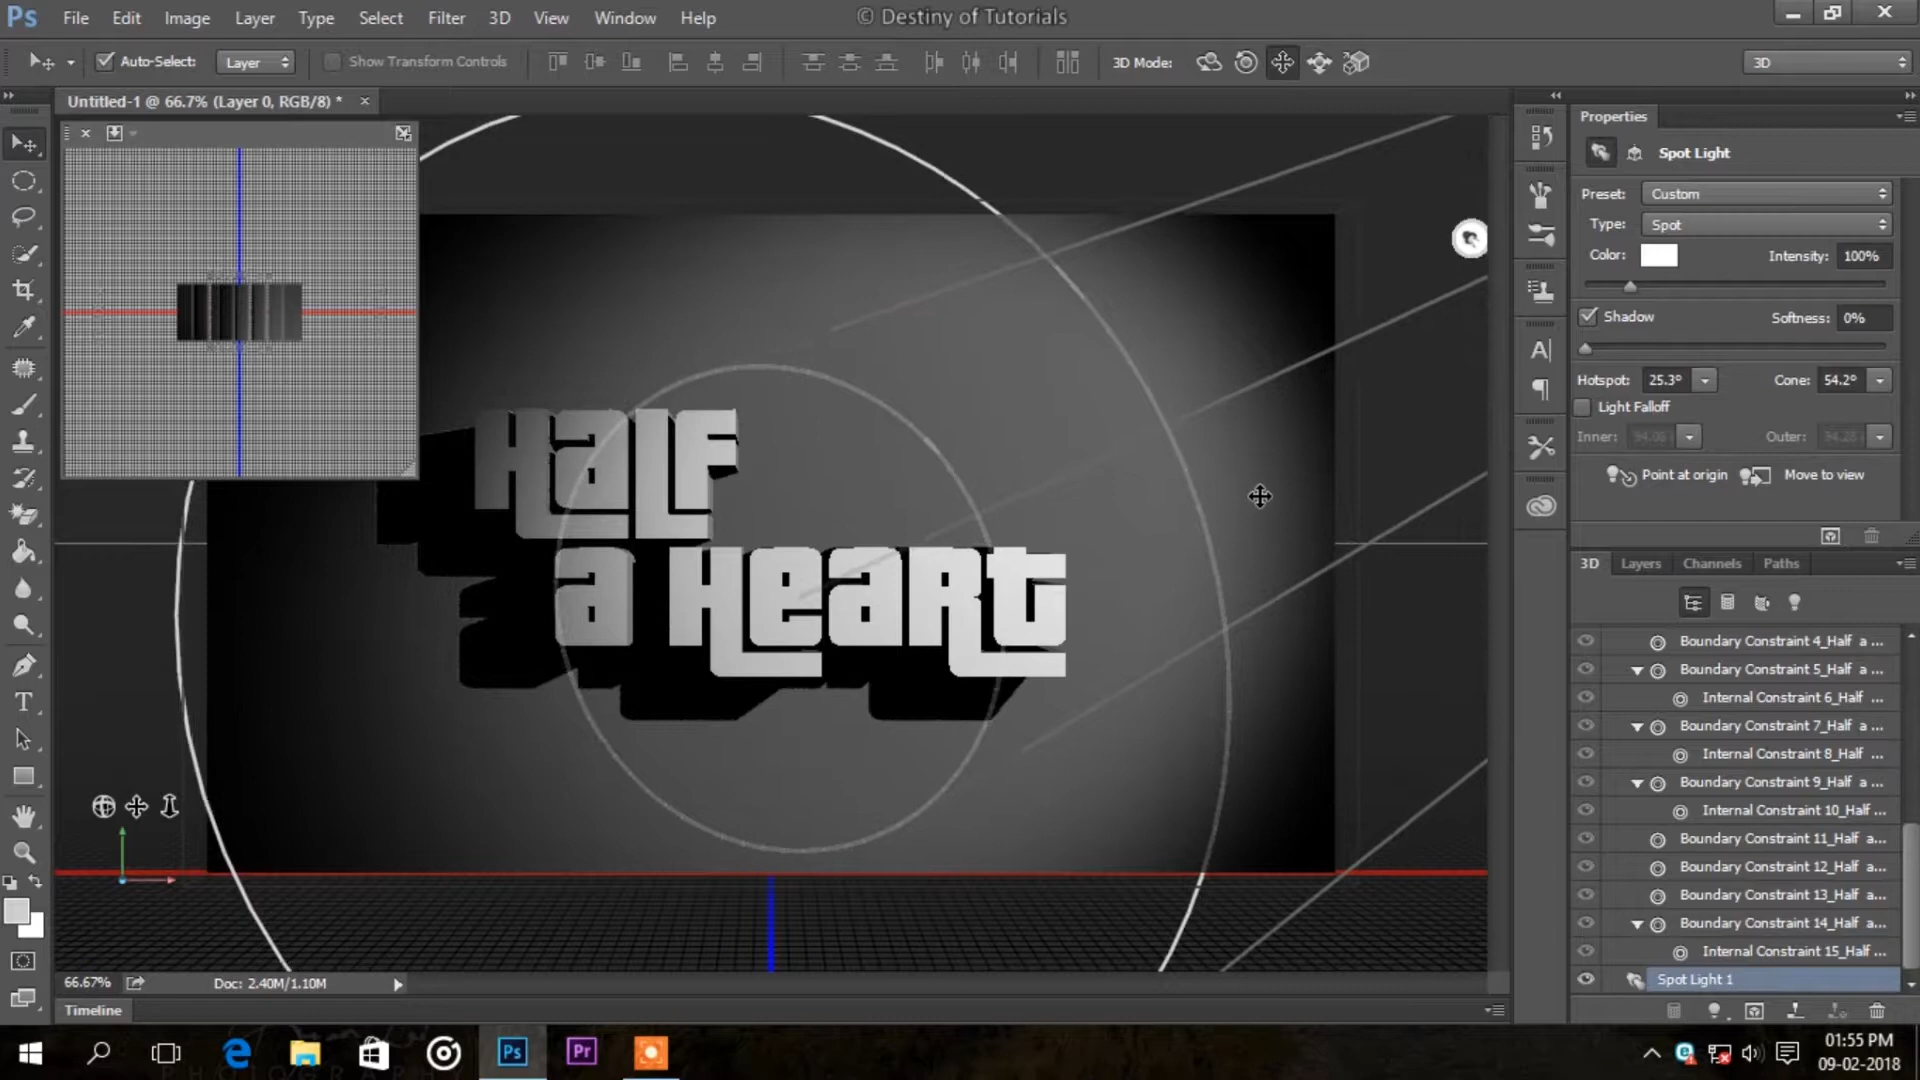 Ps File Edit Image Layer Type Select Filter 3D View Window Help © Destiny of Tutorials
Auto-Select: Layer Show Transform Controls 3D Mode: 3D
Untitled-1 @ 66.7% (Layer 0, RGB/8) * ×
Properties
Spot Light
Preset: Custom
Type: Spot
Color: Intensity: 100%
Shadow Softness: 0%
Hotspot: 25.3° Cone: 54.2°
Light Falloff
Inner: Outer:
Point at origin Move to view
HaLF
a HeaRt
3D Layers Channels Paths
Boundary Constraint 4_Half a ...
Boundary Constraint 5_Half a ...
Internal Constraint 6_Half ...
Boundary Constraint 7_Half a ...
Internal Constraint 8_Half ...
Boundary Constraint 9_Half a ...
Internal Constraint 10_Half ...
Boundary Constraint 11_Half a...
Boundary Constraint 12_Half a...
Boundary Constraint 13_Half a...
Boundary Constraint 14_Half a...
Internal Constraint 15_Half ...
Spot Light 1
66.67% Doc: 2.40M/1.10M
Timeline
Ps Pr
01:55 PM
09-02-2018